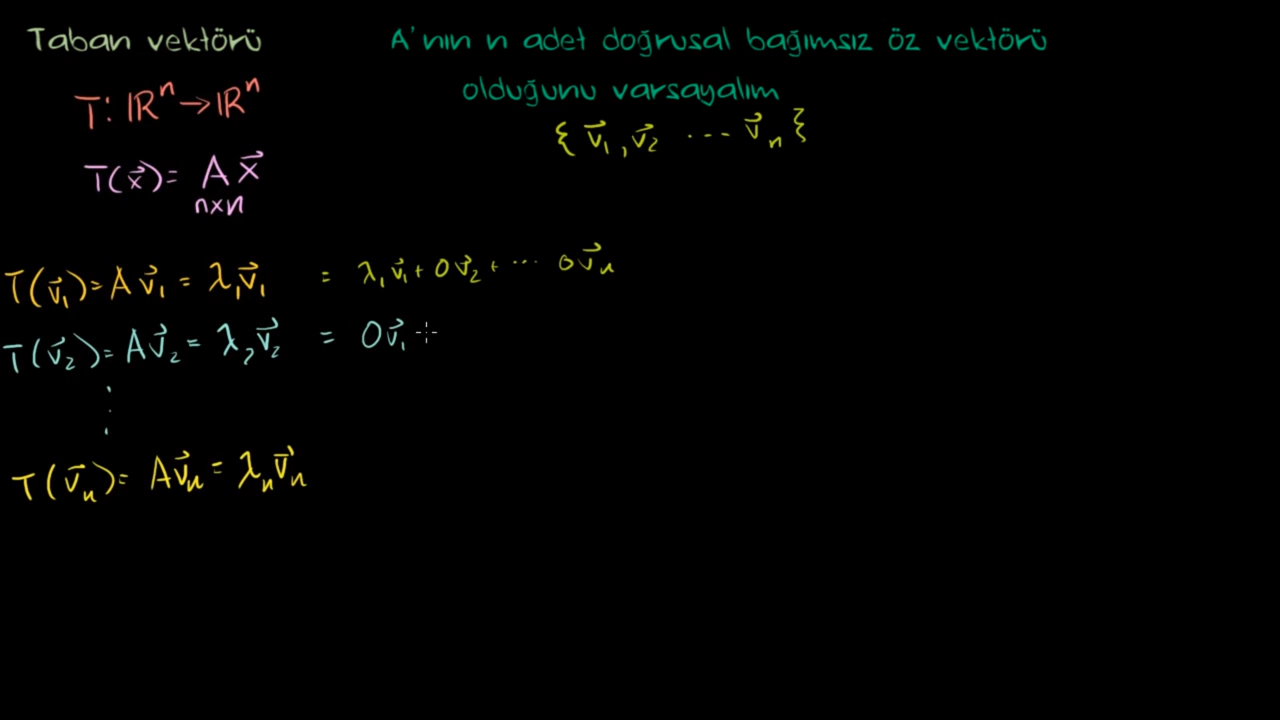 Taban vektörü
T: ℝⁿ → ℝⁿ
T(x⃗) = A x⃗
n×n
A'nın n adet doğrusal bağımsız öz vektörü
olduğunu varsayalım
{ v⃗₁, v⃗₂ ... v⃗ₙ }
T(v⃗₁) = A v⃗₁ = λ₁v⃗₁ = λ₁v⃗₁ + 0v⃗₂ + ... 0v⃗ₙ
T(v⃗₂) = A v⃗₂ = λ₂v⃗₂ = 0v⃗₁
⋮
T(v⃗ₙ) = A v⃗ₙ = λₙv⃗ₙ